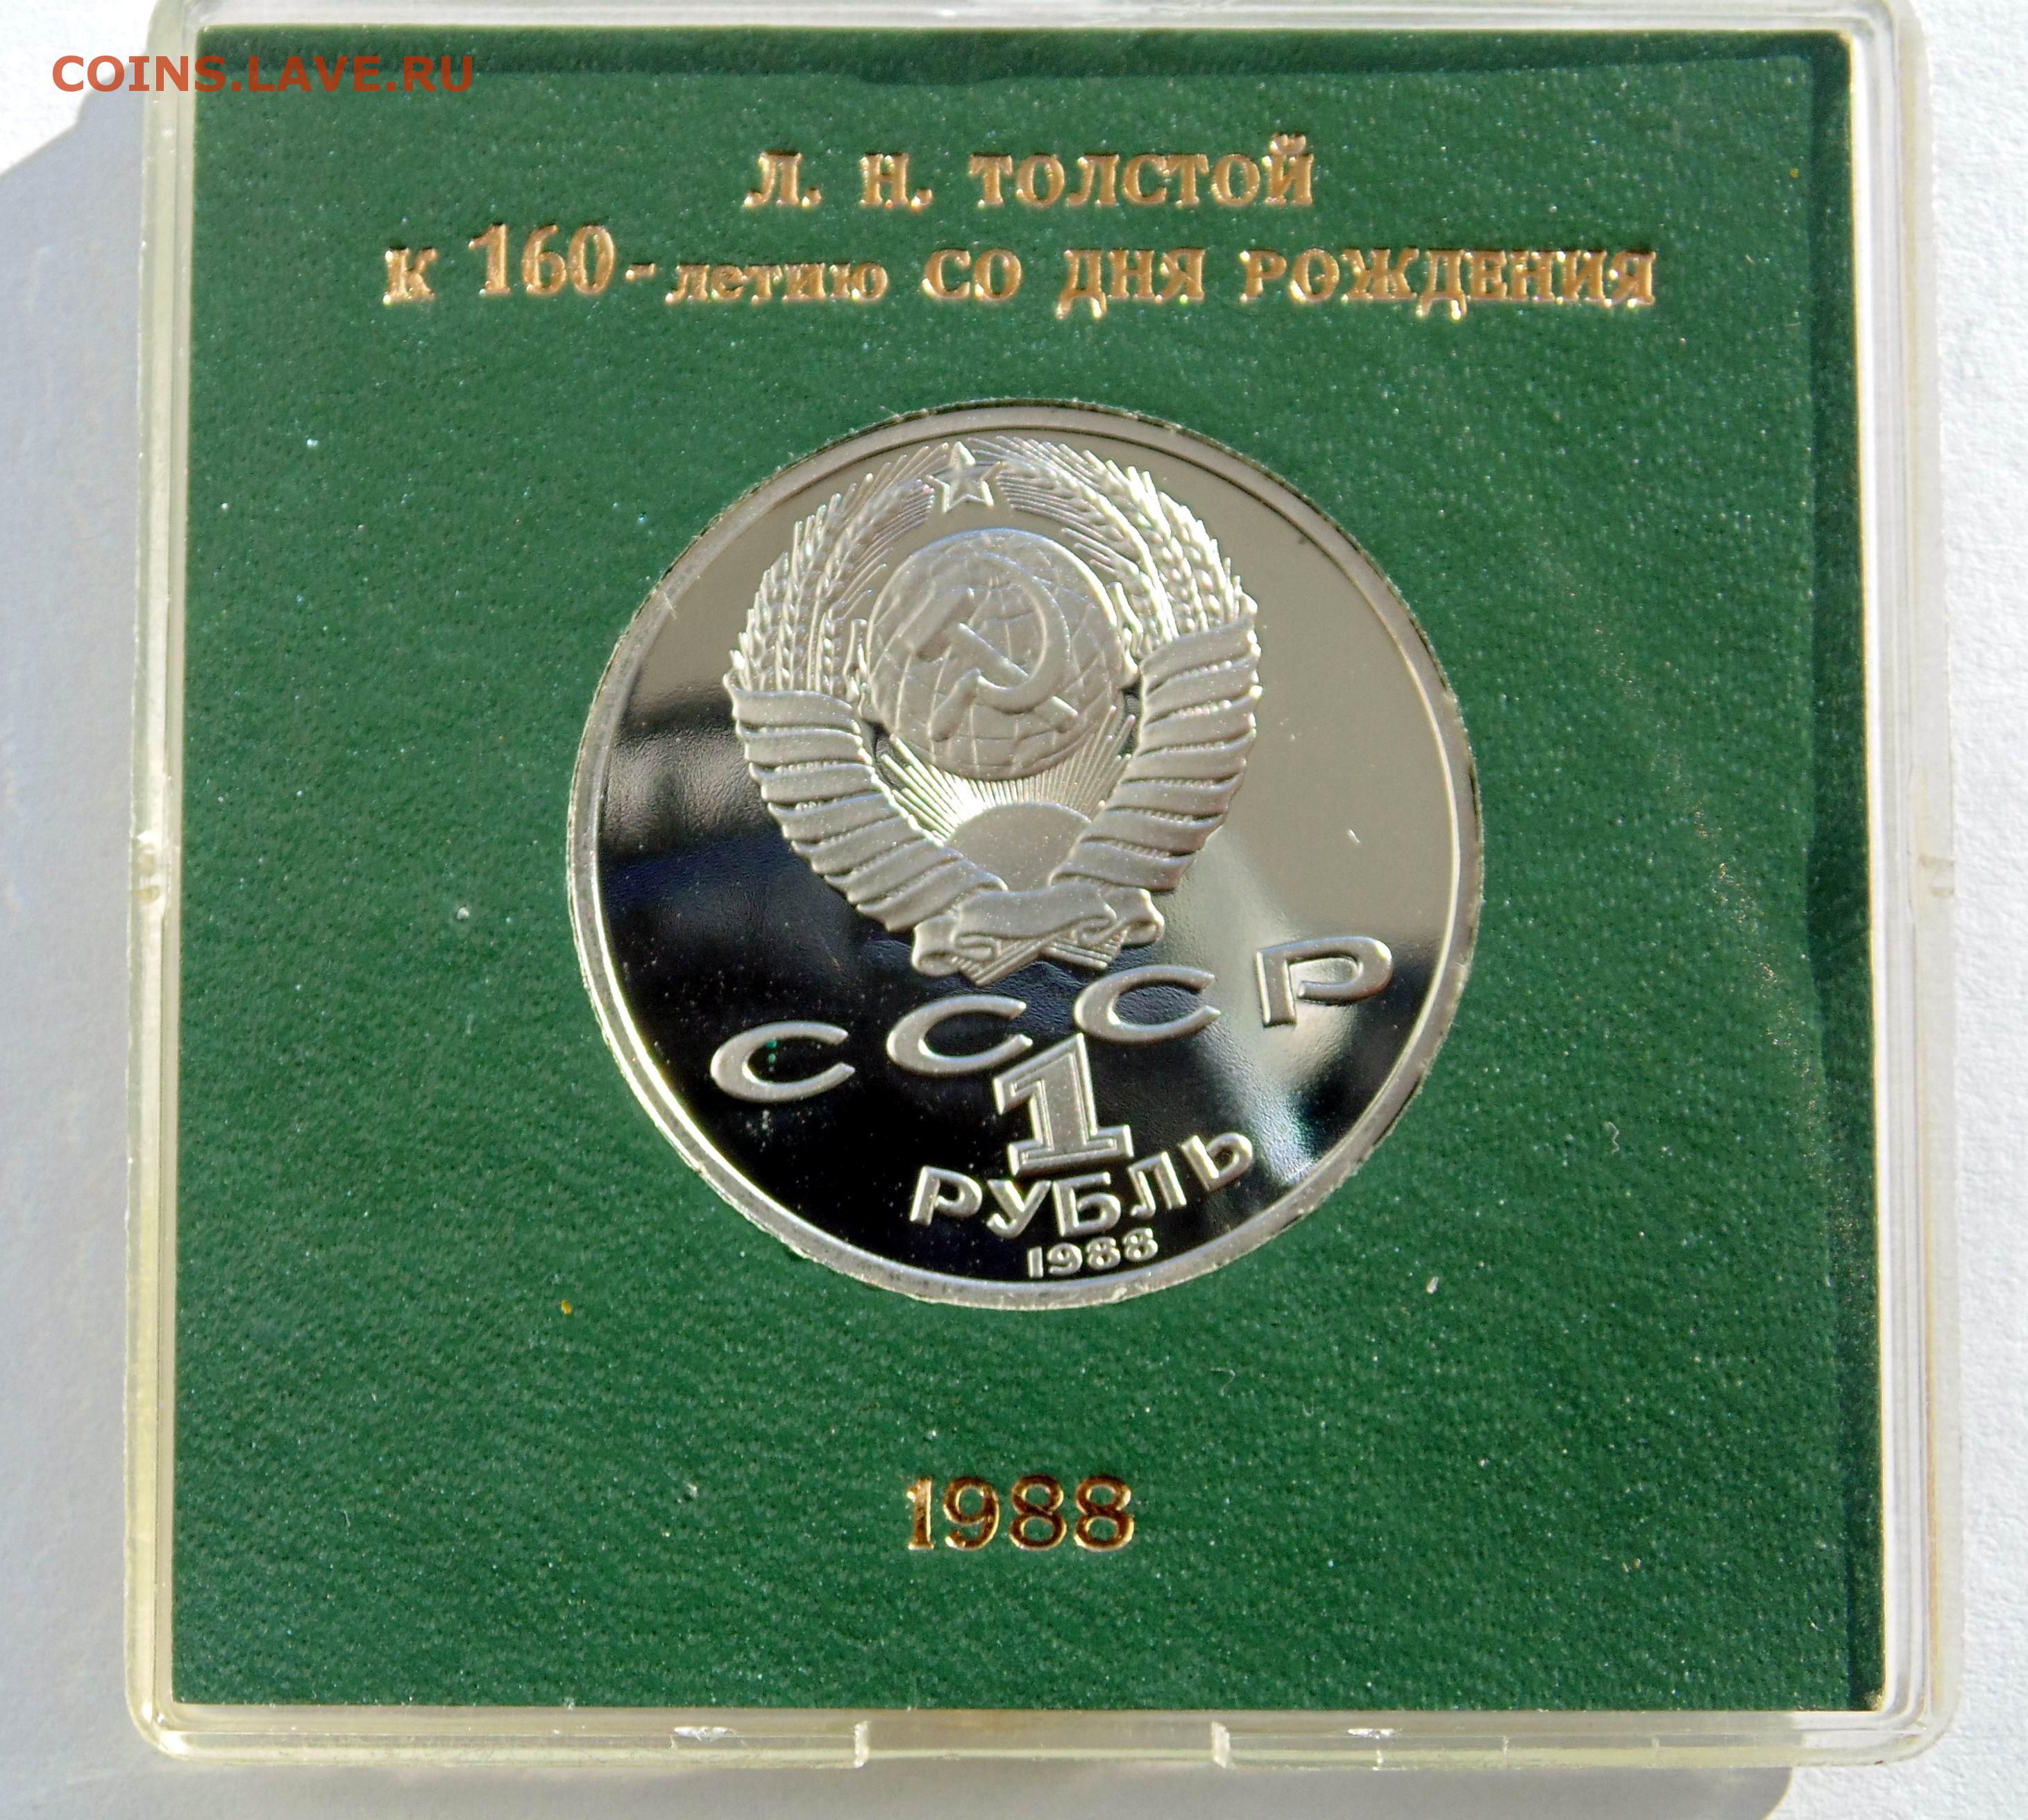 COINS.LAVE.RU
Л. Н. ТОЛСТОЙ
К 160-летию СО ДНЯ РОЖДЕНИЯ
СССР
1
РУБЛЬ
1988
1988